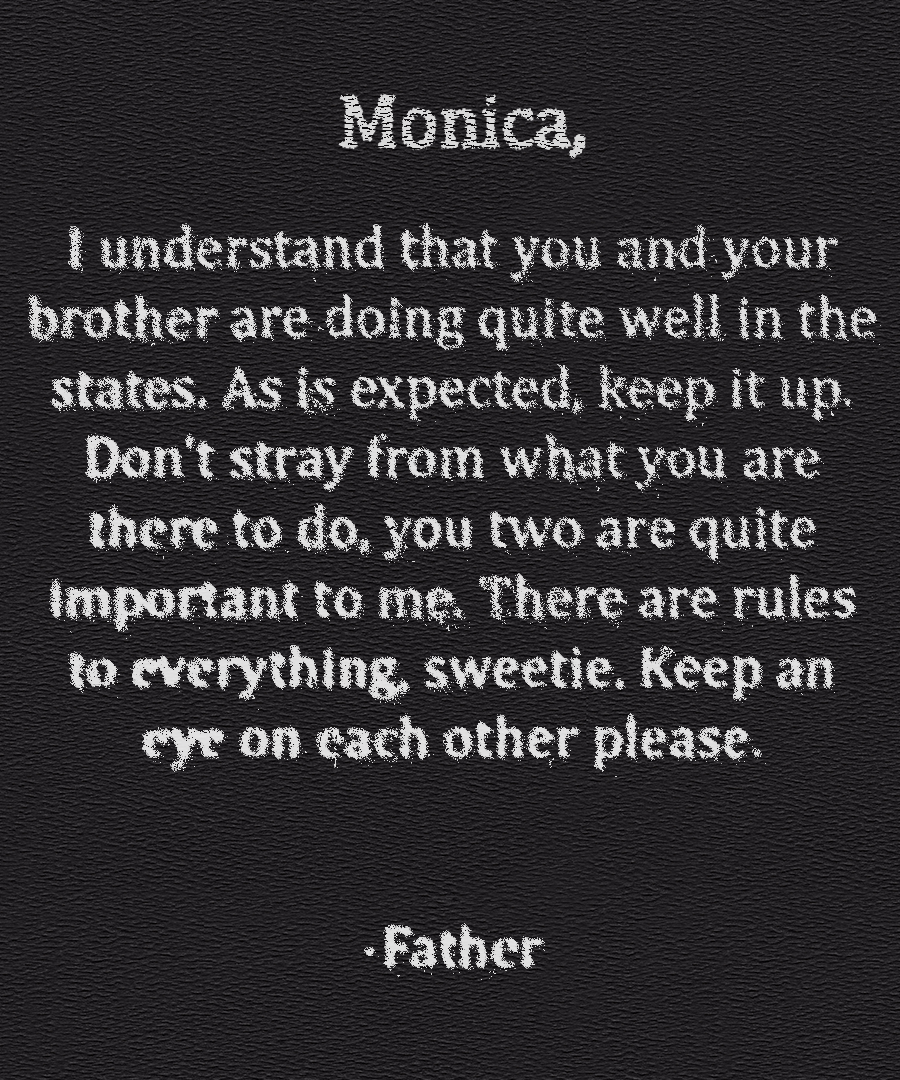 Monica,
I understand that you and your
brother are doing quite well in the
states. As is expected, keep it up.
Don't stray from what you are
there to do, you two are quite
important to me. There are rules
to everything, sweetie. Keep an
eye on each other please.
-Father